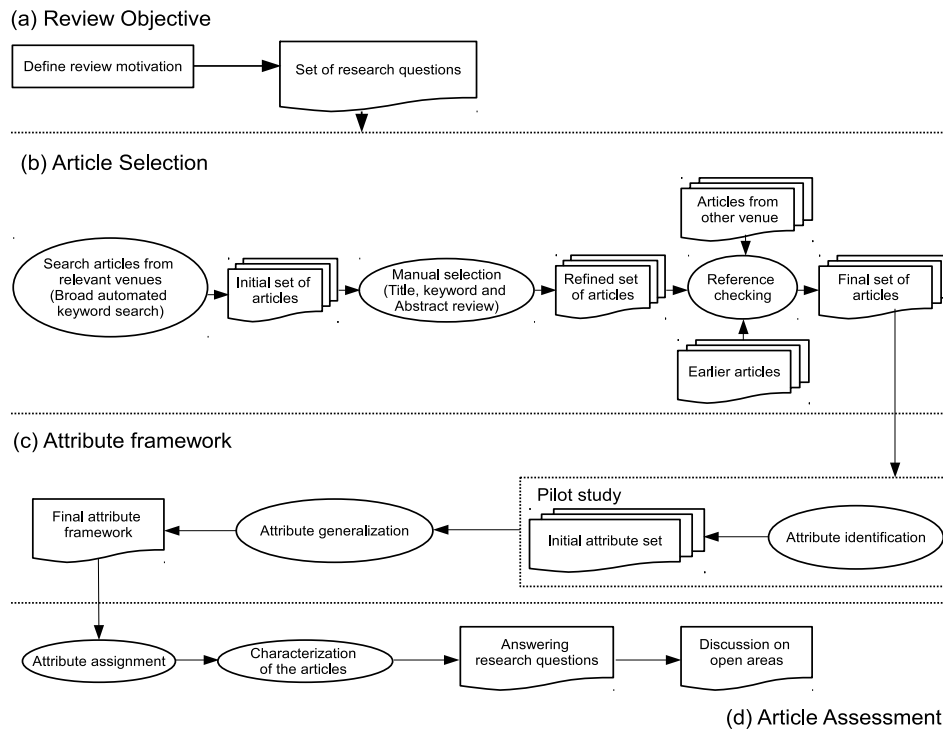 (a) Review Objective
Define review motivation
Set of research questions
(b) Article Selection
Search articles from
relevant venues
(Broad automated
keyword search)
Initial set of
articles
Manual selection
(Title, keyword and
Abstract review)
Refined set
of articles
Articles from
other venue
Reference
checking
Earlier articles
Final set of
articles
(c) Attribute framework
Pilot study
Attribute identification
Initial attribute set
Attribute generalization
Final attribute
framework
Attribute assignment
Characterization
of the articles
Answering
research questions
Discussion on
open areas
(d) Article Assessment